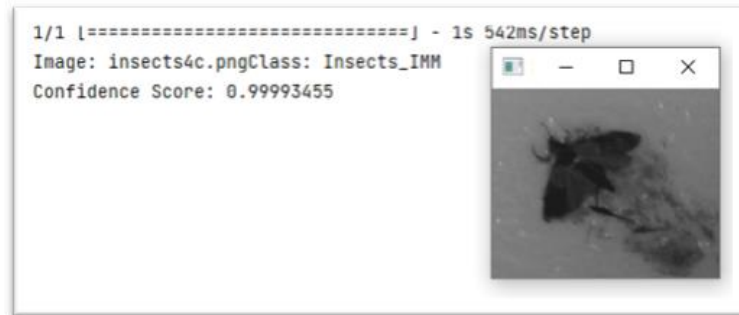 1/1 [==============================] - 1s 542ms/step
Image: insects4c.pngClass: Insects_IMM
Confidence Score: 0.99993455